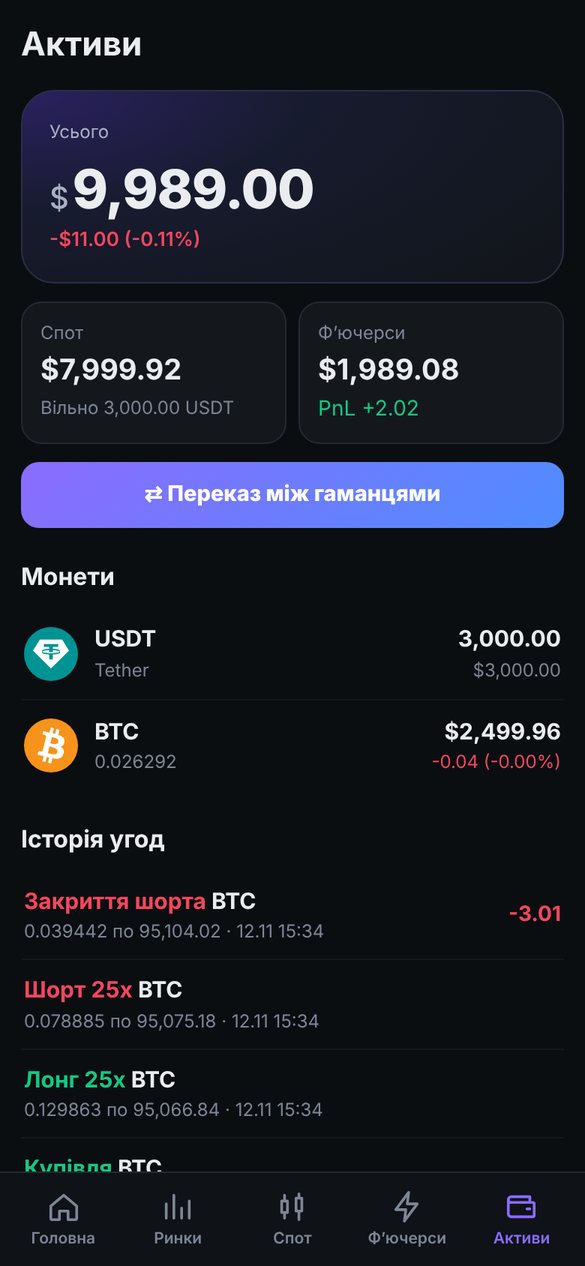 Активи
Усього
$9,989.00
-$11.00 (-0.11%)
Спот
$7,999.92
Вільно 3,000.00 USDT
Ф’ючерси
$1,989.08
PnL +2.02
⇄ Переказ між гаманцями
Монети
USDT
3,000.00
Tether
$3,000.00
BTC
$2,499.96
0.026292
-0.04 (-0.00%)
Історія угод
Закриття шорта BTC
-3.01
0.039442 по 95,104.02 · 12.11 15:34
Шорт 25x BTC
0.078885 по 95,075.18 · 12.11 15:34
Лонг 25x BTC
0.129863 по 95,066.84 · 12.11 15:34
Купівля BTC
Головна
Ринки
Спот
Ф’ючерси
Активи